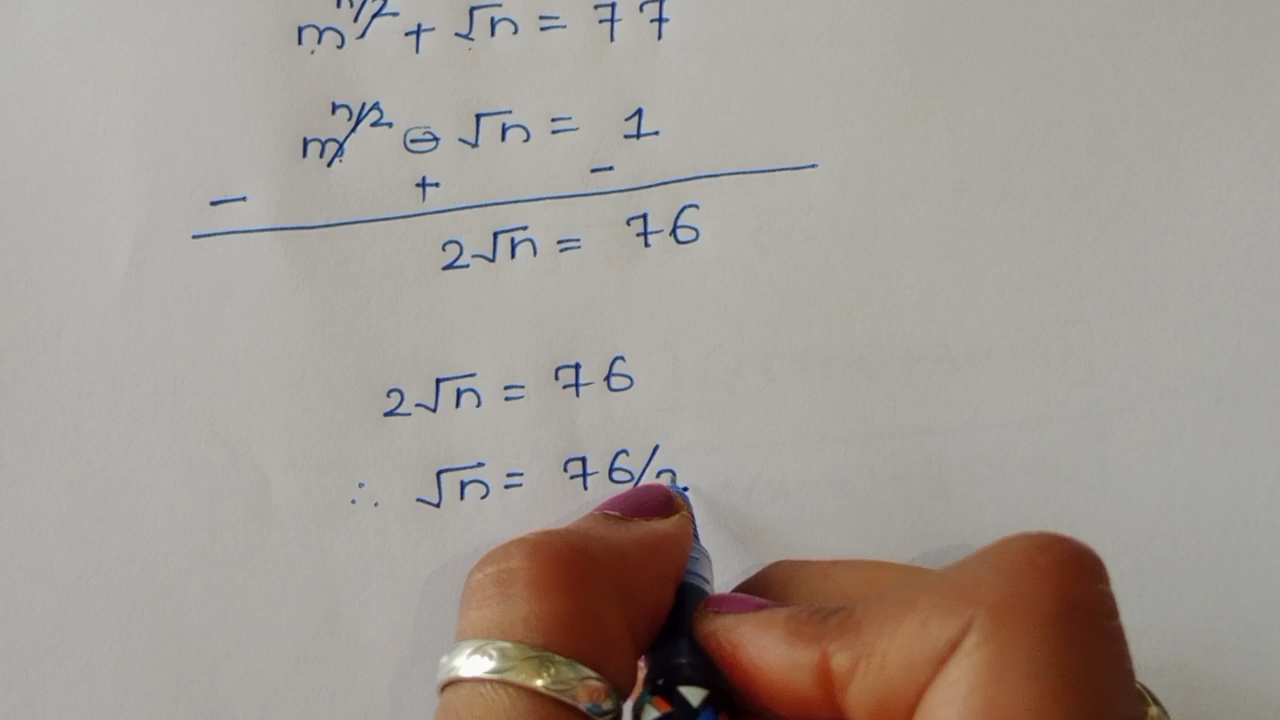 m^n/2 + √n = 77
m^n/2 ⊖ √n = 1
− + −
2√n = 76
2√n = 76
∴ √n = 76/2